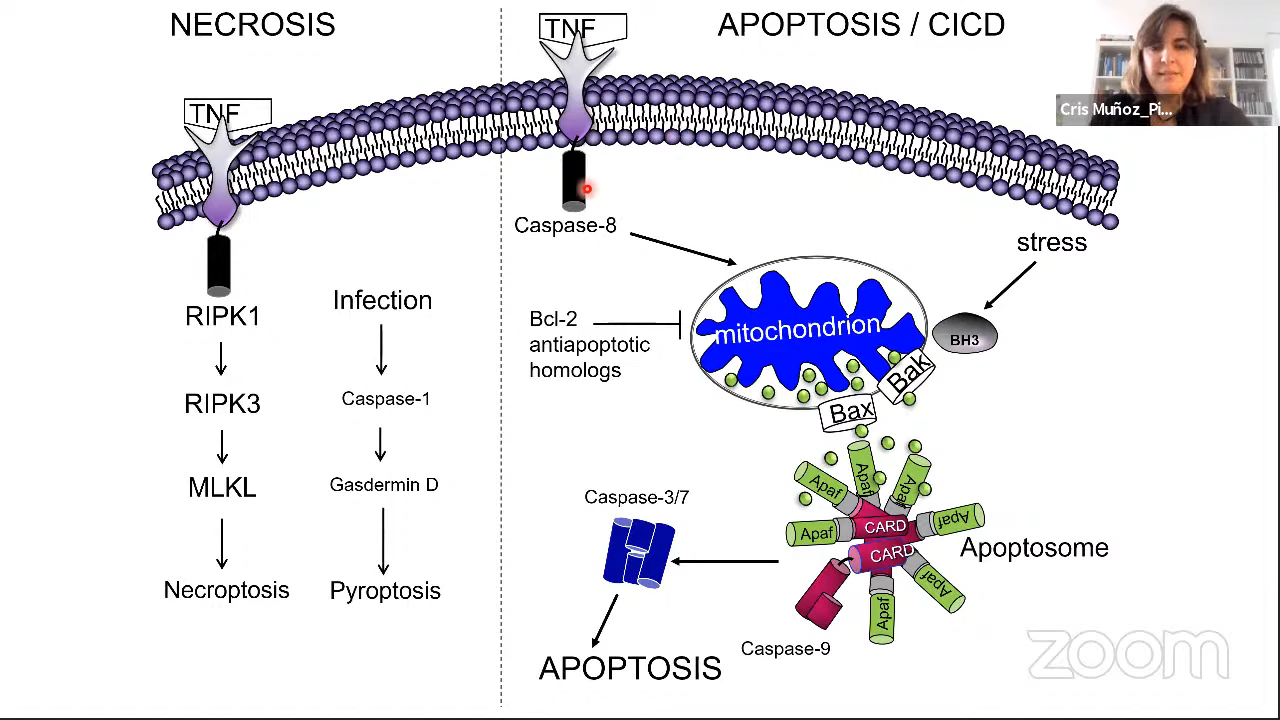 NECROSIS
APOPTOSIS / CICD
TNF
TNF
Cris Muñoz_Pi...
Caspase-8
stress
RIPK1
Infection
Bcl-2
antiapoptotic
homologs
mitochondrion
BH3
Bak
Bax
RIPK3
Caspase-1
MLKL
Gasdermin D
Caspase-3/7
Apaf
Apaf
Apaf
Apaf
Apaf
Apaf
Apaf
CARD
CARD
Apoptosome
Necroptosis
Pyroptosis
Caspase-9
APOPTOSIS
zoom